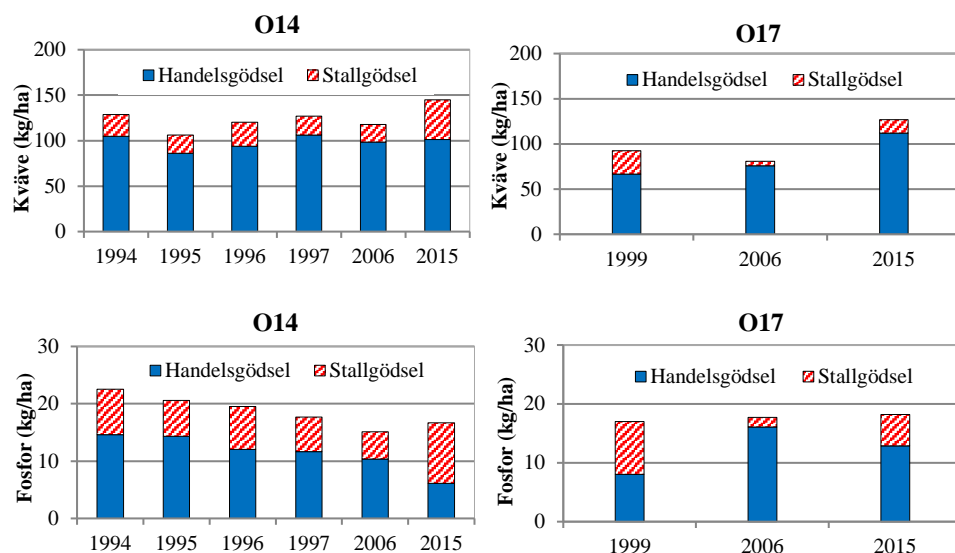 O14
Handelsgödsel Stallgödsel
Kväve (kg/ha)
200
150
100
50
0
1994 1995 1996 1997 2006 2015
O17
Handelsgödsel Stallgödsel
Kväve (kg/ha)
200
150
100
50
0
1999 2006 2015
O14
Handelsgödsel Stallgödsel
Fosfor (kg/ha)
30
20
10
0
1994 1995 1996 1997 2006 2015
O17
Handelsgödsel Stallgödsel
Fosfor (kg/ha)
30
20
10
0
1999 2006 2015